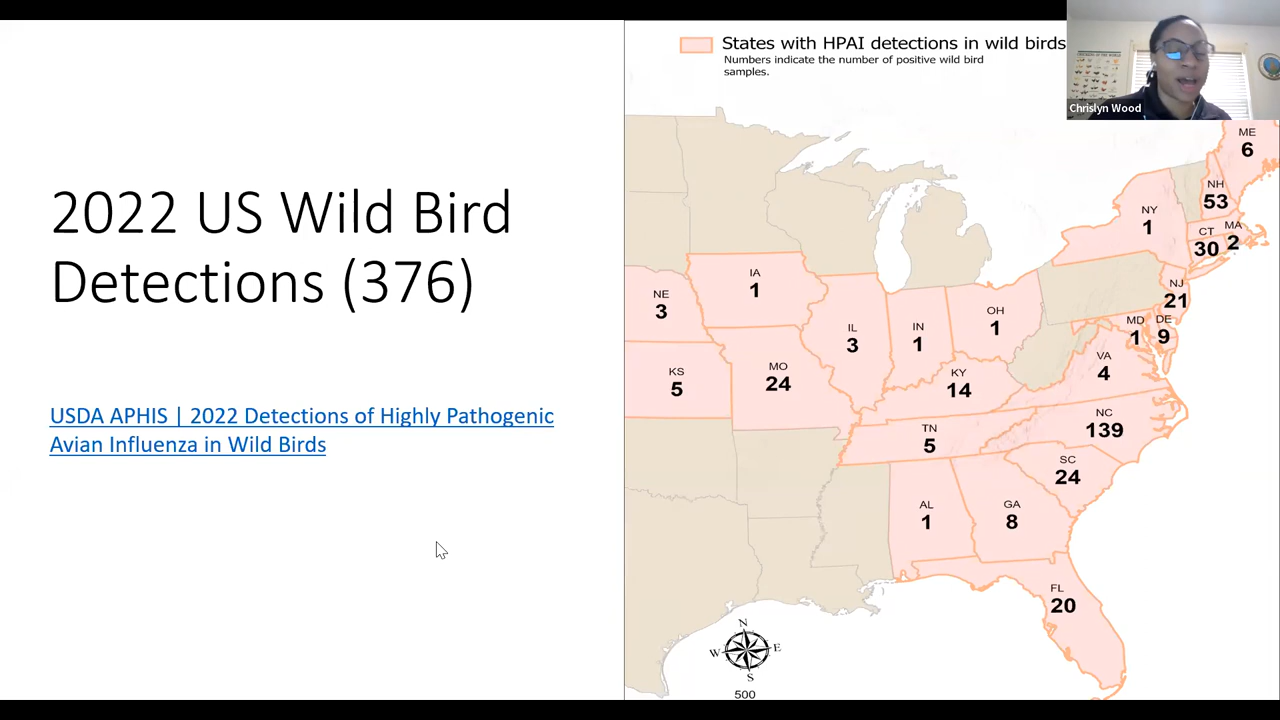 2022 US Wild Bird
Detections (376)
USDA APHIS | 2022 Detections of Highly Pathogenic
Avian Influenza in Wild Birds
States with HPAI detections in wild birds
Numbers indicate the number of positive wild bird
samples.
Chrislyn Wood
ME
6
NH
53
NY
1
CT
30
MA
2
NJ
21
IA
1
NE
3
IL
3
IN
1
OH
1
MD
1
DE
9
VA
4
KS
5
MO
24
KY
14
NC
139
TN
5
SC
24
AL
1
GA
8
FL
20
N
W
E
S
500